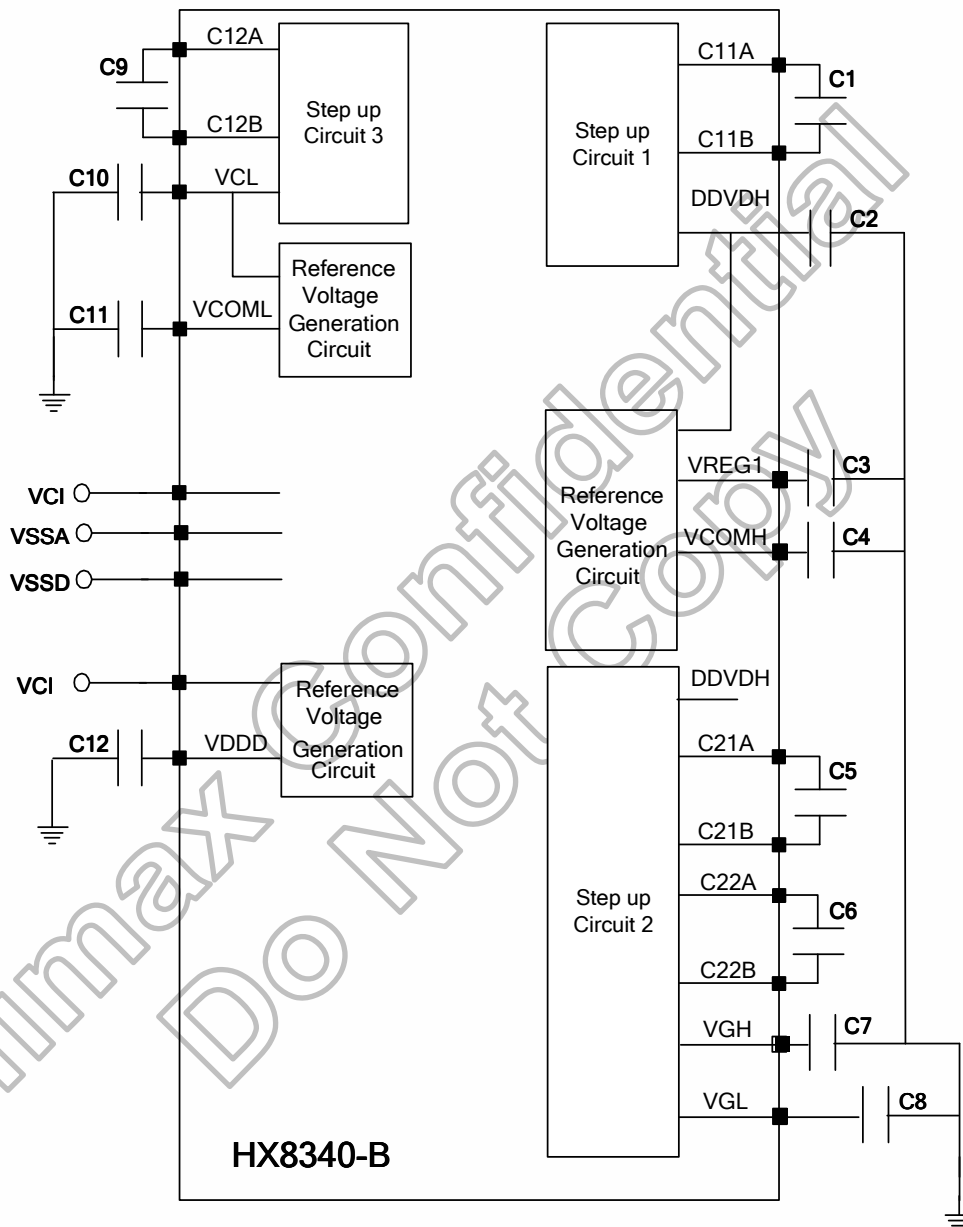 C12A
C9
Step up
Circuit 3
C12B
C10
VCL
Reference
Voltage
Generation
Circuit
C11
VCOML
C11A
C1
Step up
Circuit 1
C11B
DDVDH
C2
VREG1
C3
Reference
Voltage
Generation
Circuit
VCOMH
C4
VCI
VSSA
VSSD
VCI
Reference
Voltage
Generation
Circuit
C12
VDDD
DDVDH
C21A
C5
C21B
C22A
Step up
Circuit 2
C6
C22B
VGH
C7
VGL
C8
HX8340-B
Confidential
Do Not Copy